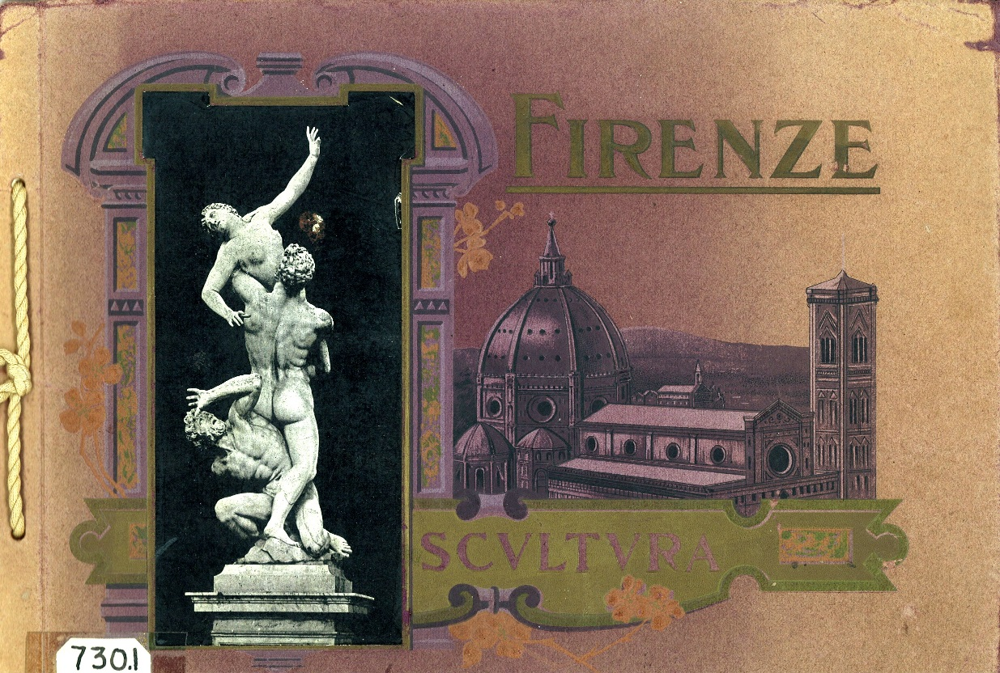 FIRENZE
SCVLTVRA
730.1